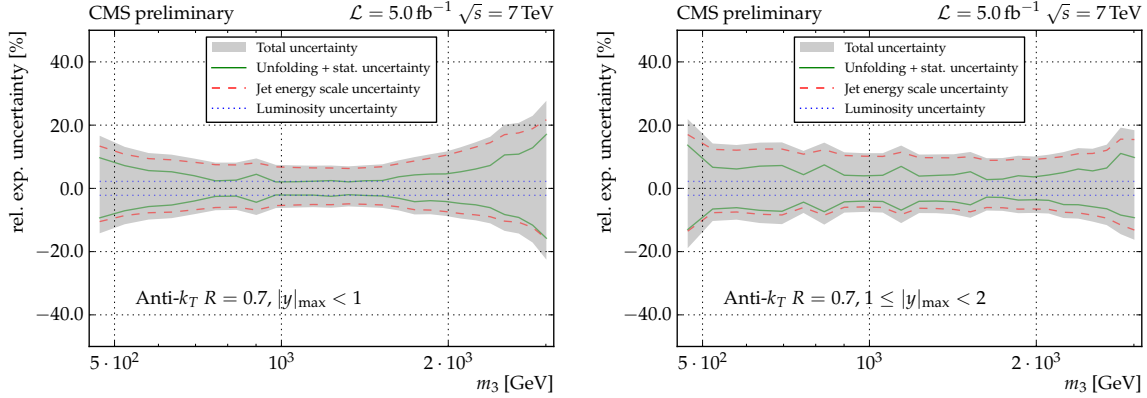 CMS preliminary
ℒ = 5.0 fb⁻¹ √s = 7 TeV
rel. exp. uncertainty [%]
40.0
20.0
0.0
−20.0
−40.0
Total uncertainty
Unfolding + stat. uncertainty
Jet energy scale uncertainty
Luminosity uncertainty
Anti-k_T R = 0.7, |y|_max < 1
5 · 10² 10³ 2 · 10³
m₃ [GeV]
CMS preliminary
ℒ = 5.0 fb⁻¹ √s = 7 TeV
rel. exp. uncertainty [%]
40.0
20.0
0.0
−20.0
−40.0
Total uncertainty
Unfolding + stat. uncertainty
Jet energy scale uncertainty
Luminosity uncertainty
Anti-k_T R = 0.7, 1 ≤ |y|_max < 2
5 · 10² 10³ 2 · 10³
m₃ [GeV]